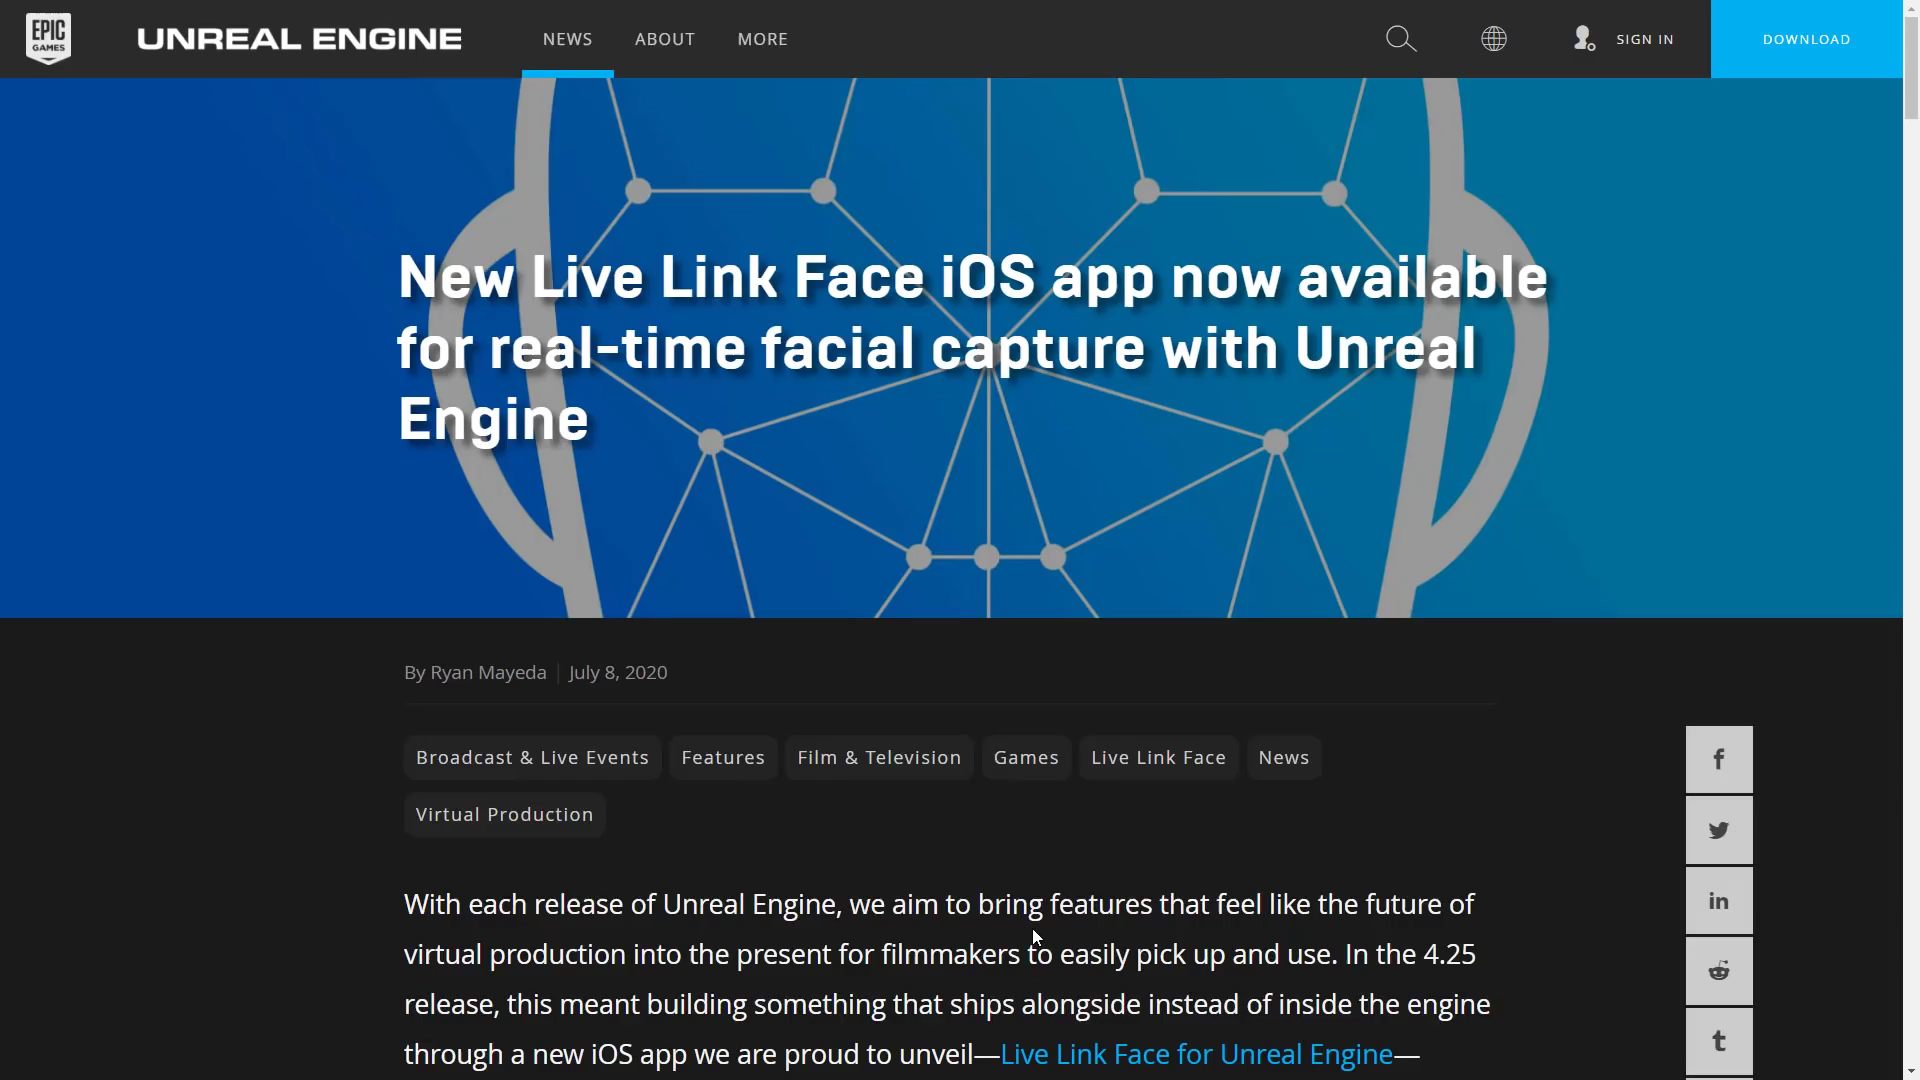 EPIC
GAMES
UNREAL ENGINE
NEWS
ABOUT
MORE
SIGN IN
DOWNLOAD
New Live Link Face iOS app now available
for real-time facial capture with Unreal
Engine
By Ryan Mayeda
July 8, 2020
Broadcast & Live Events
Features
Film & Television
Games
Live Link Face
News
Virtual Production
With each release of Unreal Engine, we aim to bring features that feel like the future of
virtual production into the present for filmmakers to easily pick up and use. In the 4.25
release, this meant building something that ships alongside instead of inside the engine
through a new iOS app we are proud to unveil—Live Link Face for Unreal Engine—